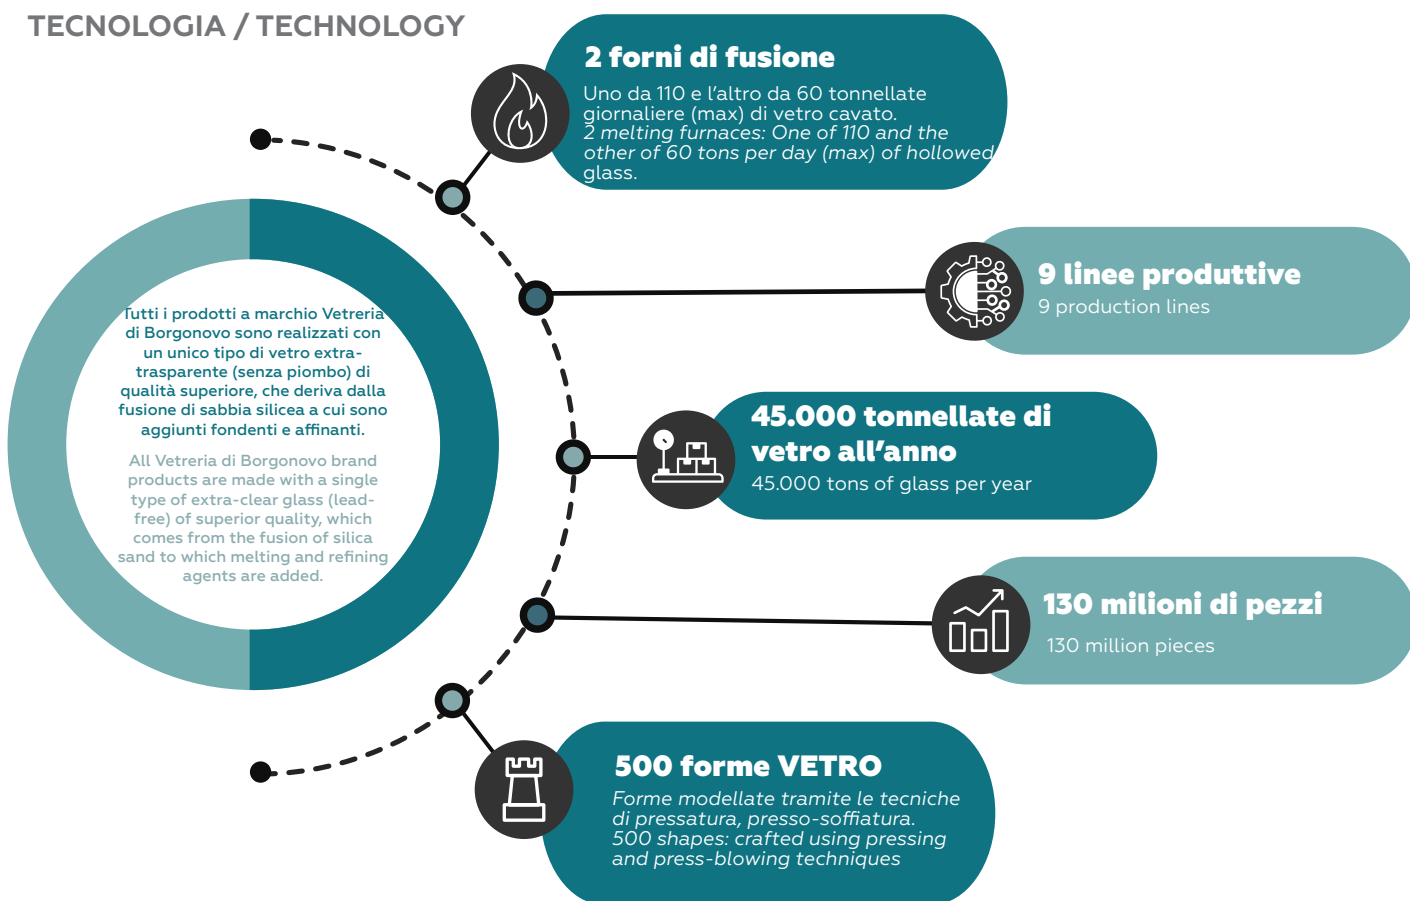 TECNOLOGIA / TECHNOLOGY
2 forni di fusione
Uno da 110 e l'altro da 60 tonnellate
giornaliere (max) di vetro cavato.
2 melting furnaces: One of 110 and the
other of 60 tons per day (max) of hollowed
glass.
9 linee produttive
9 production lines
Tutti i prodotti a marchio Vetreria
di Borgonovo sono realizzati con
un unico tipo di vetro extra-
trasparente (senza piombo) di
qualità superiore, che deriva dalla
fusione di sabbia silicea a cui sono
aggiunti fondenti e affinanti.
All Vetreria di Borgonovo brand
products are made with a single
type of extra-clear glass (lead-
free) of superior quality, which
comes from the fusion of silica
sand to which melting and refining
agents are added.
45.000 tonnellate di
vetro all'anno
45.000 tons of glass per year
130 milioni di pezzi
130 million pieces
500 forme VETRO
Forme modellate tramite le tecniche
di pressatura, presso-soffiatura.
500 shapes: crafted using pressing
and press-blowing techniques